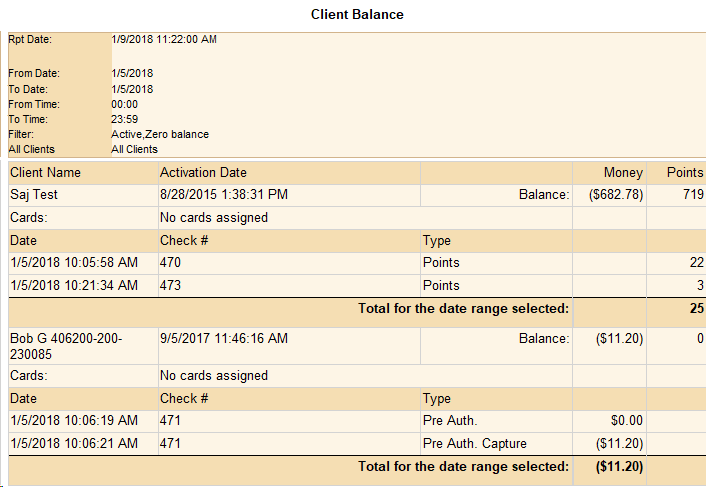 Client Balance
Rpt Date: 1/9/2018 11:22:00 AM
From Date: 1/5/2018
To Date: 1/5/2018
From Time: 00:00
To Time: 23:59
Filter: Active,Zero balance
All Clients All Clients
Client Name Activation Date Money Points
Saj Test 8/28/2015 1:38:31 PM Balance: ($682.78) 719
Cards: No cards assigned
Date Check # Type
1/5/2018 10:05:58 AM 470 Points 22
1/5/2018 10:21:34 AM 473 Points 3
Total for the date range selected: 25
Bob G 406200-200- 9/5/2017 11:46:16 AM Balance: ($11.20) 0
230085
Cards: No cards assigned
Date Check # Type
1/5/2018 10:06:19 AM 471 Pre Auth. $0.00
1/5/2018 10:06:21 AM 471 Pre Auth. Capture ($11.20)
Total for the date range selected: ($11.20)